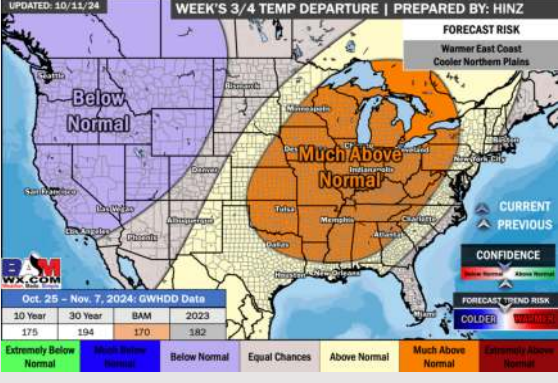 UPDATED: 10/11/24
WEEK'S 3/4 TEMP DEPARTURE | PREPARED BY: HINZ
FORECAST RISK
Warmer East Coast
Cooler Northern Plains
Seattle
Below
Normal
Bismarck
Minneapolis
Boston
New York City
Much Above
Normal
Indianapolis
Denver
San Francisco
Las Vegas
Los Angeles
Phoenix
Albuquerque
Tulsa
Memphis
Charlotte
Atlanta
Dallas
Houston
New Orleans
Miami
CURRENT
PREVIOUS
CONFIDENCE
Below Normal
Above Normal
FORECAST TREND RISK
COLDER
WARMER
BAM
WX.COM
Oct. 25 – Nov. 7, 2024: GWHDD Data
10 Year 30 Year BAM 2023
175 194 170 182
Extremely Below Normal
Much Below Normal
Below Normal
Equal Chances
Above Normal
Much Above Normal
Extremely Above Normal